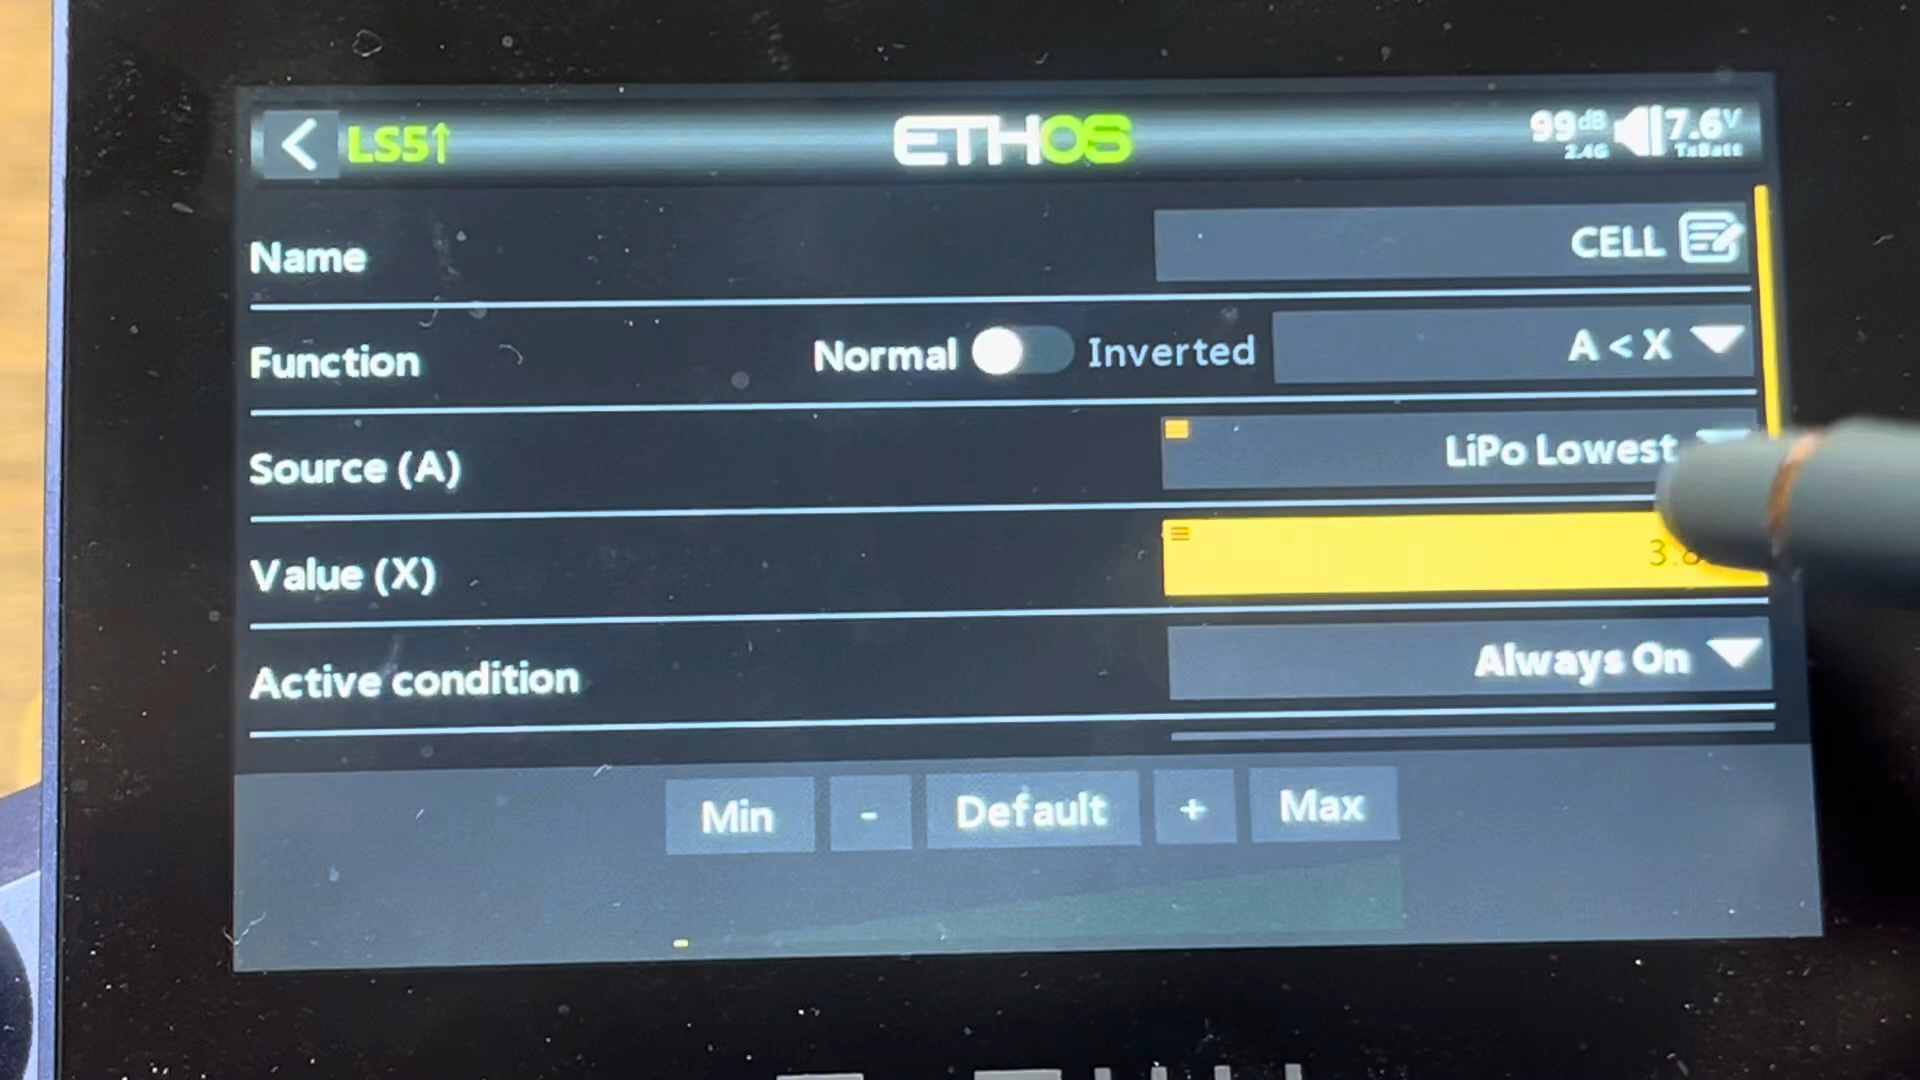 LS5↑ ETHOS 99dB 2.4G 7.6V TxBatt
Name CELL
Function Normal Inverted A < X
Source (A) LiPo Lowest
Value (X)
Active condition Always On
Min - Default + Max